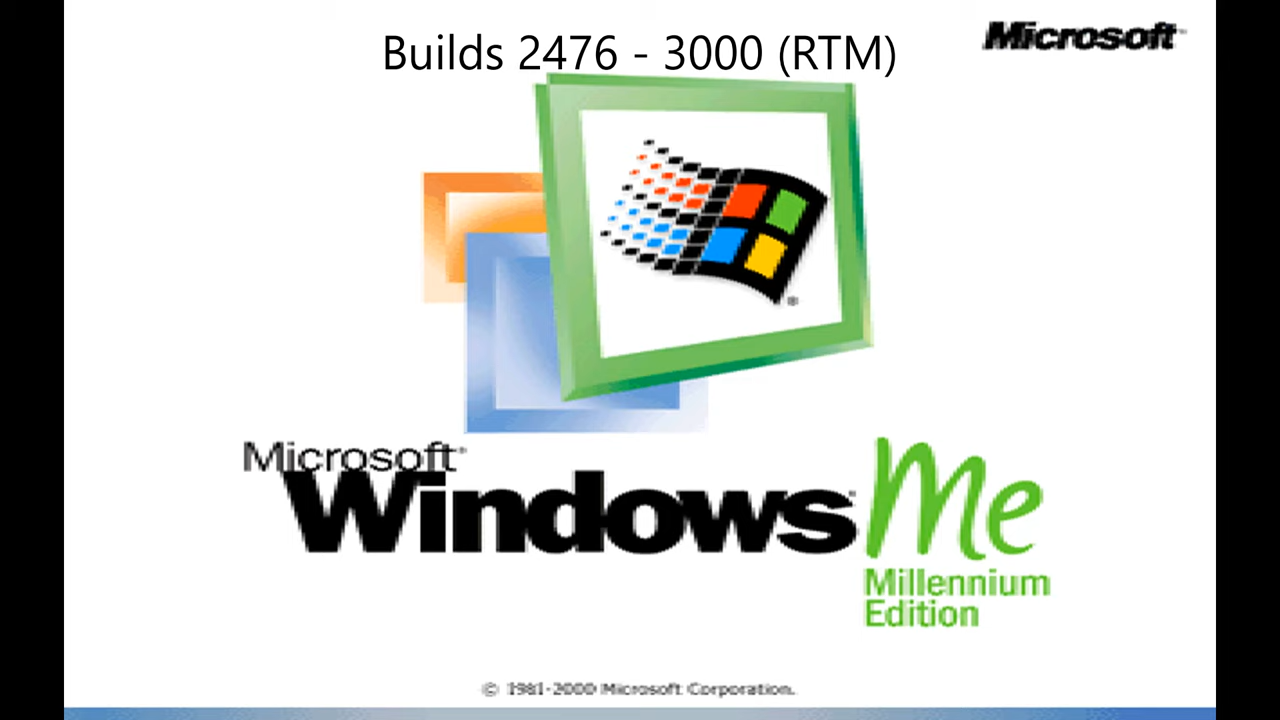 Builds 2476 - 3000 (RTM)
Microsoft
Microsoft®
Windows Me
Millennium
Edition
© 1981-2000 Microsoft Corporation.